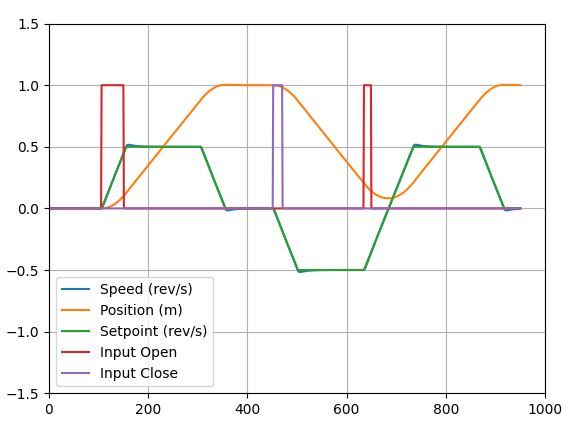 1.5
1.0
0.5
0.0
−0.5
−1.0
−1.5
Speed (rev/s)
Position (m)
Setpoint (rev/s)
Input Open
Input Close
0 200 400 600 800 1000